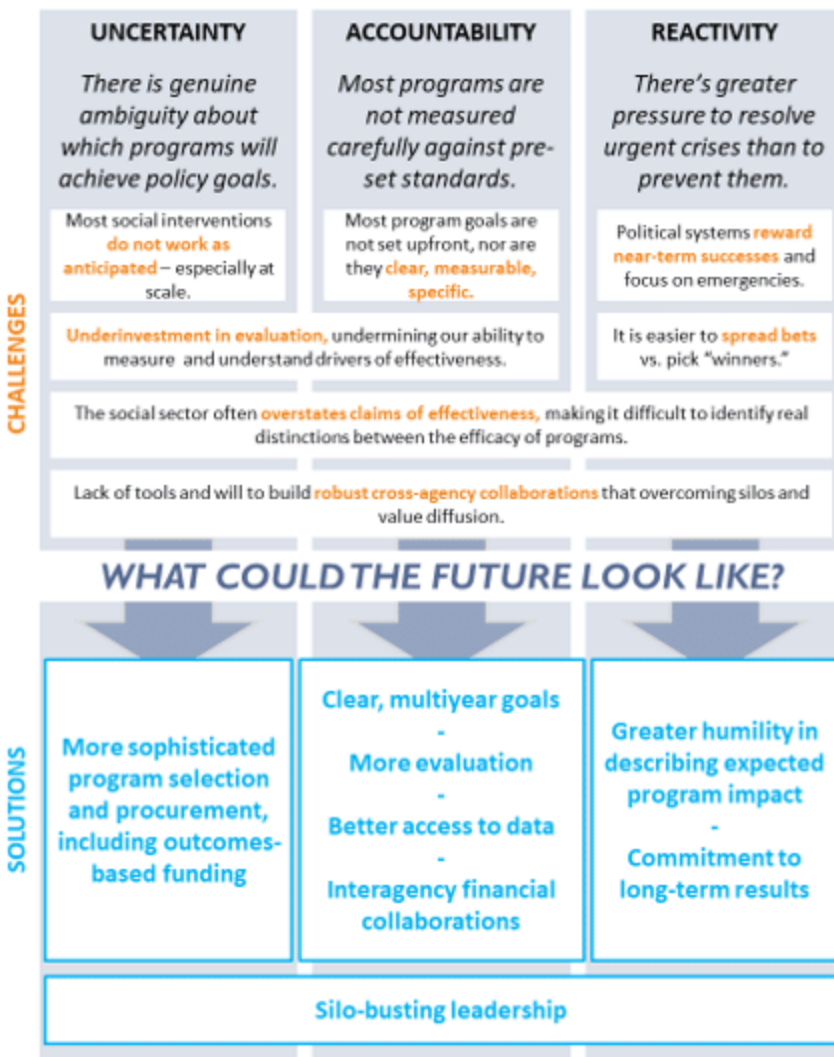 UNCERTAINTY
There is genuine
ambiguity about
which programs will
achieve policy goals.
ACCOUNTABILITY
Most programs are
not measured
carefully against pre-
set standards.
REACTIVITY
There's greater
pressure to resolve
urgent crises than to
prevent them.
CHALLENGES
Most social interventions
do not work as
anticipated – especially at
scale.
Most program goals are
not set upfront, nor are
they clear, measurable,
specific.
Political systems reward
near-term successes and
focus on emergencies.
Underinvestment in evaluation, undermining our ability to
measure and understand drivers of effectiveness.
It is easier to spread bets
vs. pick “winners.”
The social sector often overstates claims of effectiveness, making it difficult to identify real
distinctions between the efficacy of programs.
Lack of tools and will to build robust cross-agency collaborations that overcoming silos and
value diffusion.
WHAT COULD THE FUTURE LOOK LIKE?
SOLUTIONS
More sophisticated
program selection
and procurement,
including outcomes-
based funding
Clear, multiyear goals
-
More evaluation
-
Better access to data
-
Interagency financial
collaborations
Greater humility in
describing expected
program impact
-
Commitment to
long-term results
Silo-busting leadership